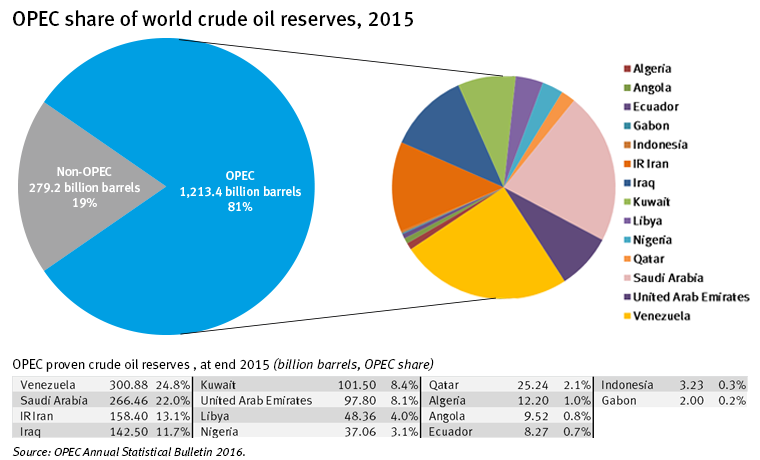 OPEC share of world crude oil reserves, 2015
Non-OPEC
279.2 billion barrels
19%
OPEC
1,213.4 billion barrels
81%
Algeria
Angola
Ecuador
Gabon
Indonesia
IR Iran
Iraq
Kuwait
Libya
Nigeria
Qatar
Saudi Arabia
United Arab Emirates
Venezuela
OPEC proven crude oil reserves , at end 2015 (billion barrels, OPEC share)
Venezuela 300.88 24.8% Kuwait 101.50 8.4% Qatar 25.24 2.1% Indonesia 3.23 0.3%
Saudi Arabia 266.46 22.0% United Arab Emirates 97.80 8.1% Algeria 12.20 1.0% Gabon 2.00 0.2%
IR Iran 158.40 13.1% Libya 48.36 4.0% Angola 9.52 0.8%
Iraq 142.50 11.7% Nigeria 37.06 3.1% Ecuador 8.27 0.7%
Source: OPEC Annual Statistical Bulletin 2016.